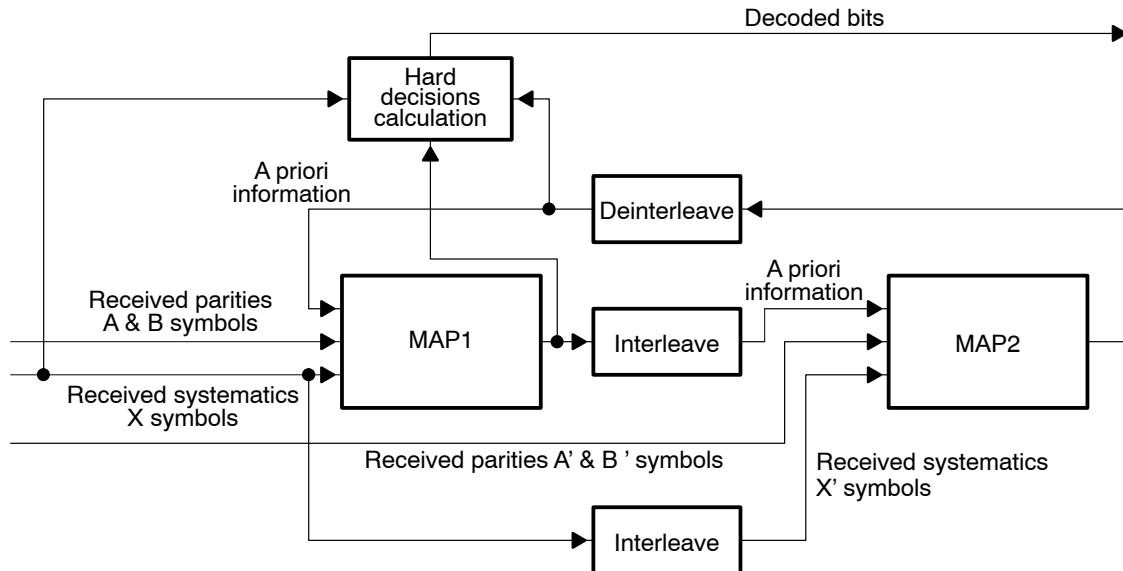 Decoded bits
Hard
decisions
calculation
A priori
information
Deinterleave
A priori
information
Received parities
A & B symbols
MAP1
Interleave
MAP2
Received systematics
X symbols
Received parities A' & B ' symbols
Received systematics
X' symbols
Interleave